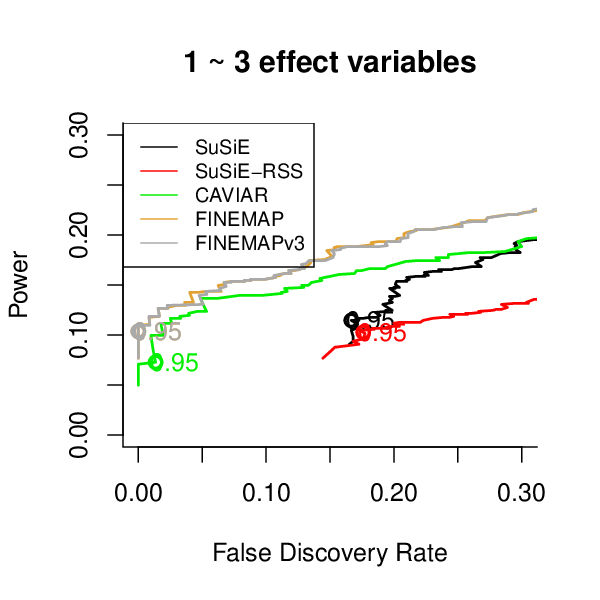 1 ~ 3 effect variables
SuSiE
SuSiE−RSS
CAVIAR
FINEMAP
FINEMAPv3
Power
0.30
0.20
0.10
0.00
.95
.95
0.95
.95
0.00 0.10 0.20 0.30
False Discovery Rate